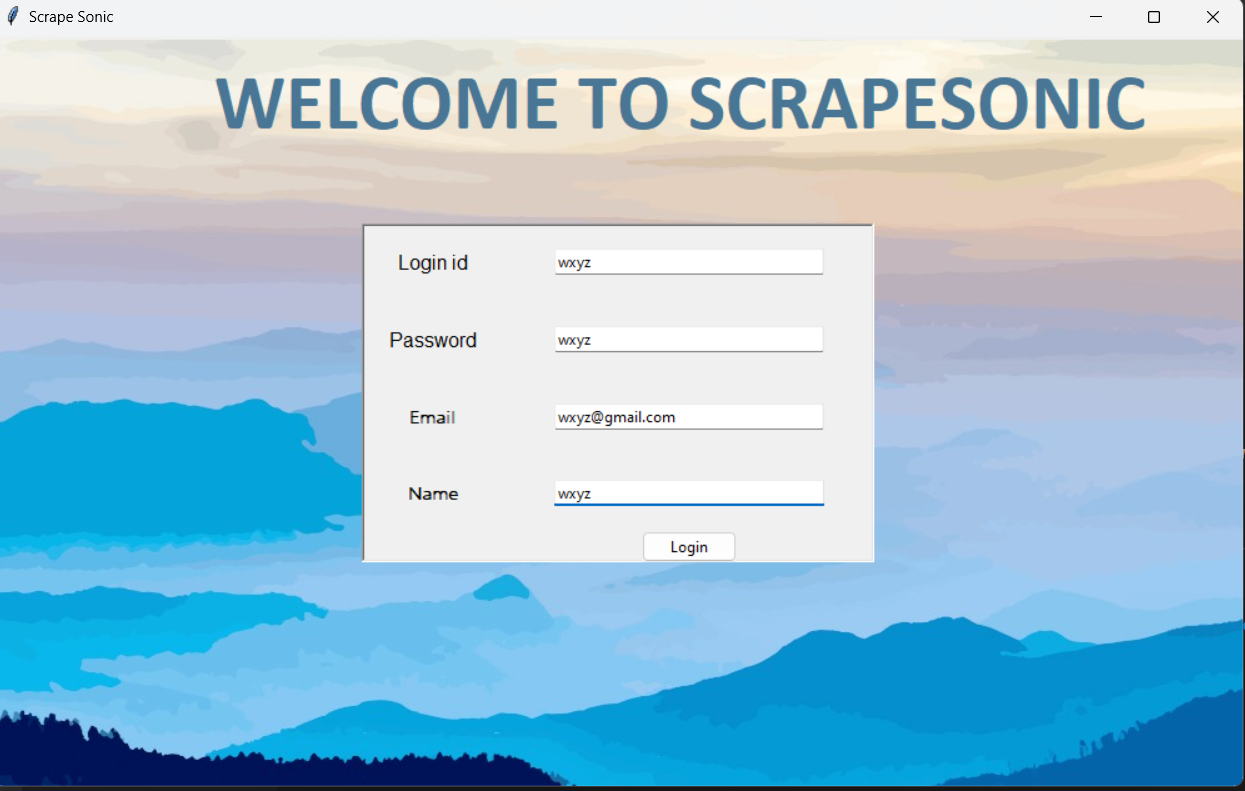 Scrape Sonic
WELCOME TO SCRAPESONIC
Login id wxyz
Password wxyz
Email wxyz@gmail.com
Name wxyz
Login